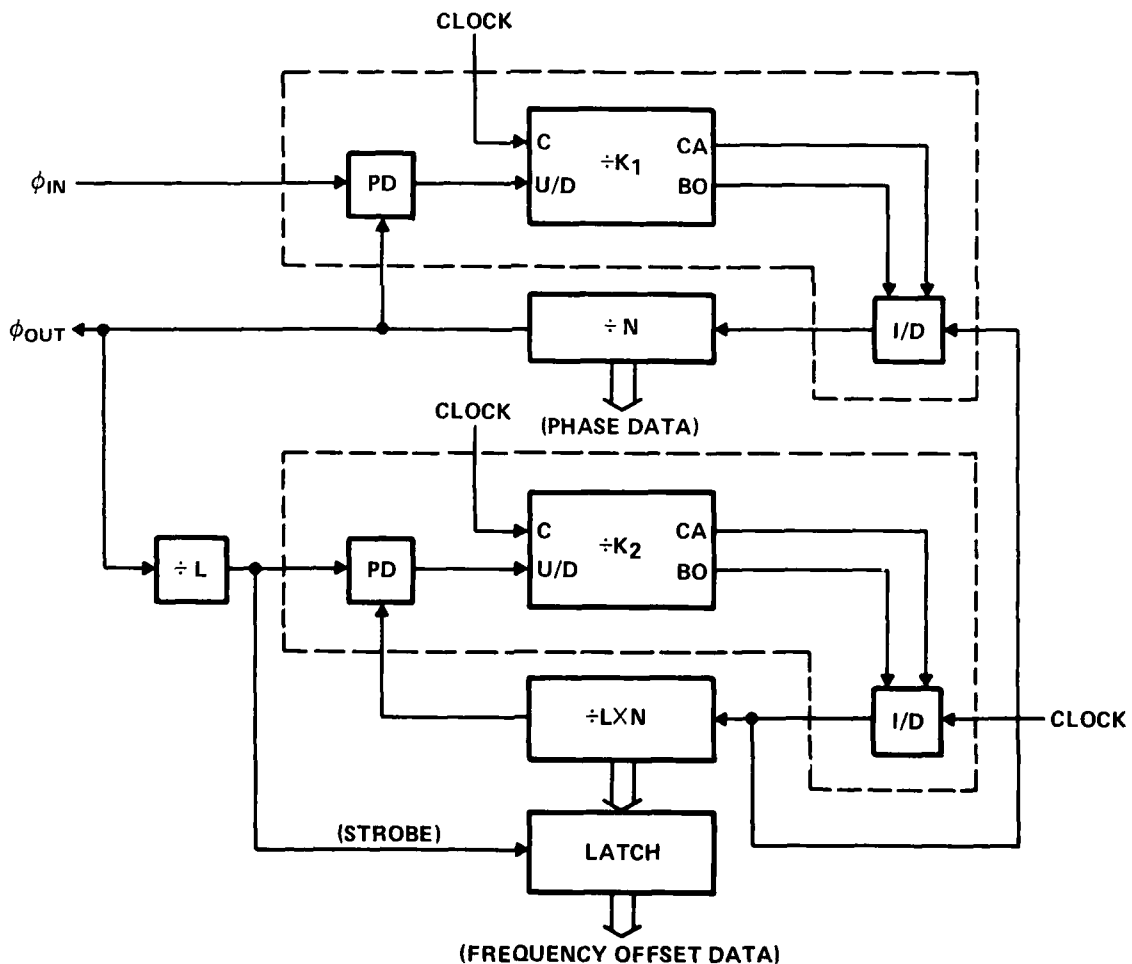 CLOCK
C
÷K₁
CA
ϕIN
PD
U/D
BO
ϕOUT
÷ N
I/D
(PHASE DATA)
CLOCK
C
÷K₂
CA
÷ L
PD
U/D
BO
÷L×N
I/D
CLOCK
(STROBE)
LATCH
(FREQUENCY OFFSET DATA)